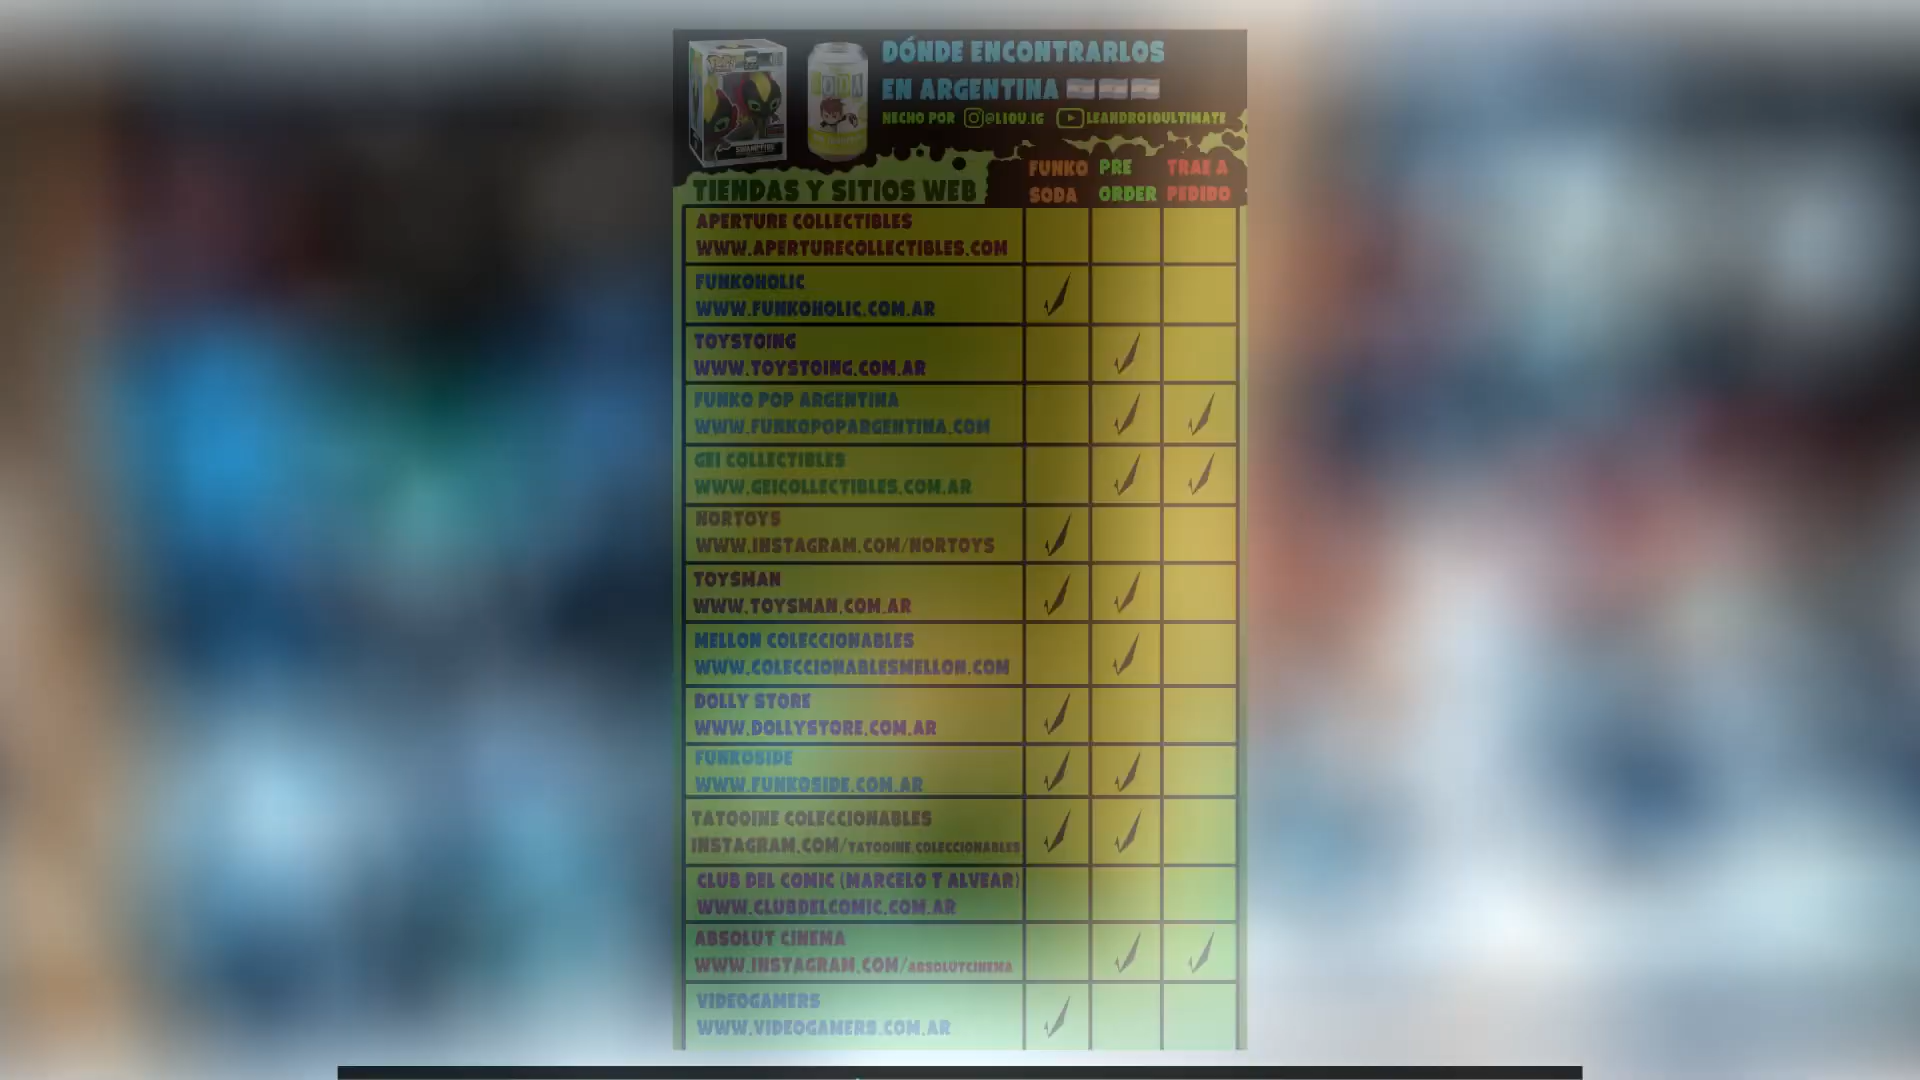 DÓNDE ENCONTRARLOS
EN ARGENTINA
HECHO POR @LIQU.IG LEANDRO10ULTIMATE
SODA
TIENDAS Y SITIOS WEB
FUNKO SODA
PRE ORDER
TRAE A PEDIDO
APERTURE COLLECTIBLES
WWW.APERTURECOLLECTIBLES.COM
FUNKOHOLIC
WWW.FUNKOHOLIC.COM.AR
TOYSTOING
WWW.TOYSTOING.COM.AR
FUNKO POP ARGENTINA
WWW.FUNKOPOPARGENTINA.COM
GEI COLLECTIBLES
WWW.GEICOLLECTIBLES.COM.AR
NORTOYS
WWW.INSTAGRAM.COM/NORTOYS
TOYSMAN
WWW.TOYSMAN.COM.AR
MELLON COLECCIONABLES
WWW.COLECCIONABLESMELLON.COM
DOLLY STORE
WWW.DOLLYSTORE.COM.AR
FUNKOSIDE
WWW.FUNKOSIDE.COM.AR
TATOOINE COLECCIONABLES
INSTAGRAM.COM/TATOOINE.COLECCIONABLES
CLUB DEL COMIC (MARCELO T ALVEAR)
WWW.CLUBDELCOMIC.COM.AR
ABSOLUT CINEMA
WWW.INSTAGRAM.COM/ABSOLUTCINEMA
VIDEOGAMERS
WWW.VIDEOGAMERS.COM.AR